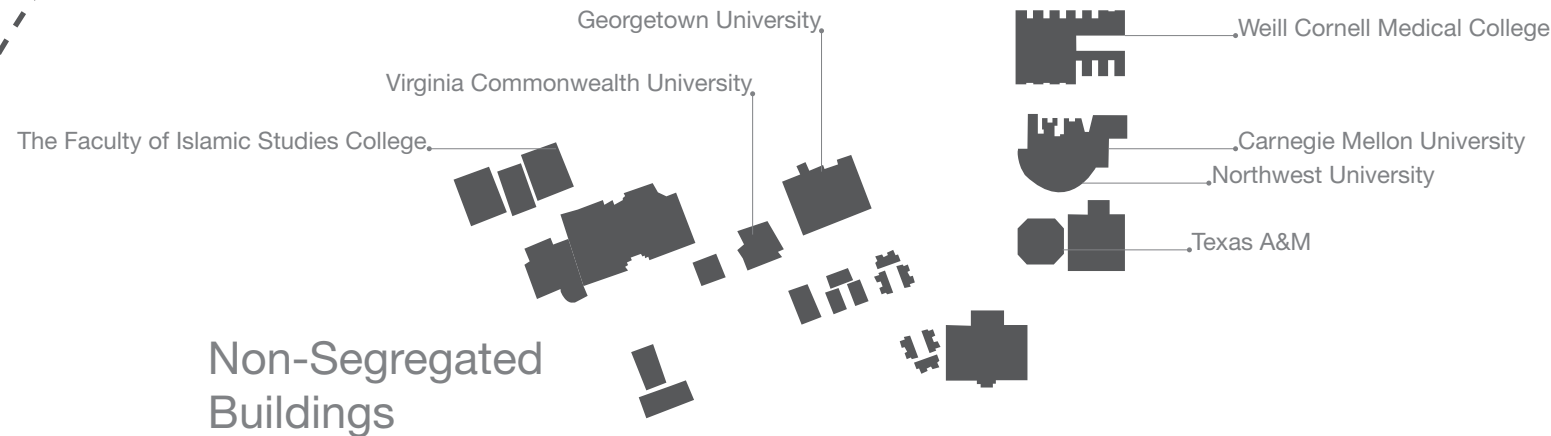 Georgetown University
Weill Cornell Medical College
Virginia Commonwealth University
The Faculty of Islamic Studies College
Carnegie Mellon University
Northwest University
Texas A&M
Non-Segregated
Buildings